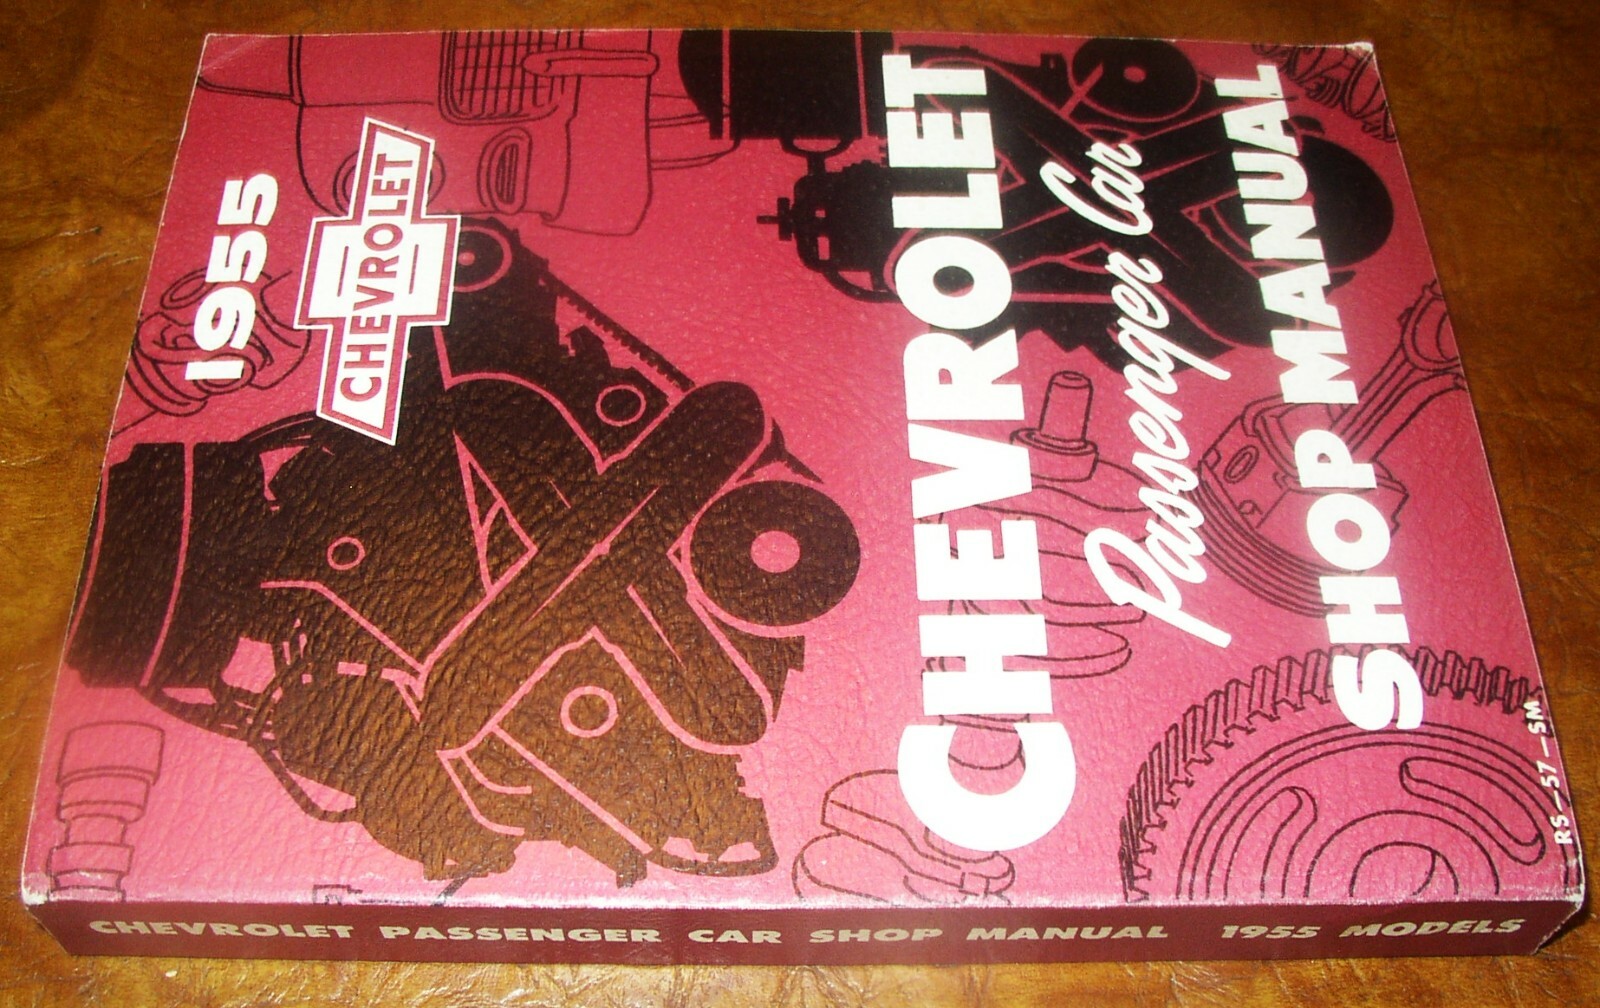 1955
CHEVROLET
CHEVROLET
Passenger Car
SHOP MANUAL
RS-57-SM
CHEVROLET PASSENGER CAR SHOP MANUAL 1955 MODELS